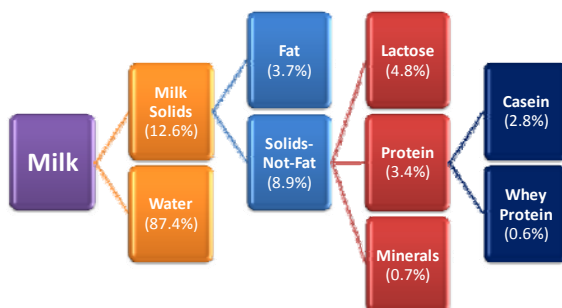 Milk
Milk
Solids
(12.6%)
Water
(87.4%)
Fat
(3.7%)
Solids-
Not-Fat
(8.9%)
Lactose
(4.8%)
Protein
(3.4%)
Minerals
(0.7%)
Casein
(2.8%)
Whey
Protein
(0.6%)